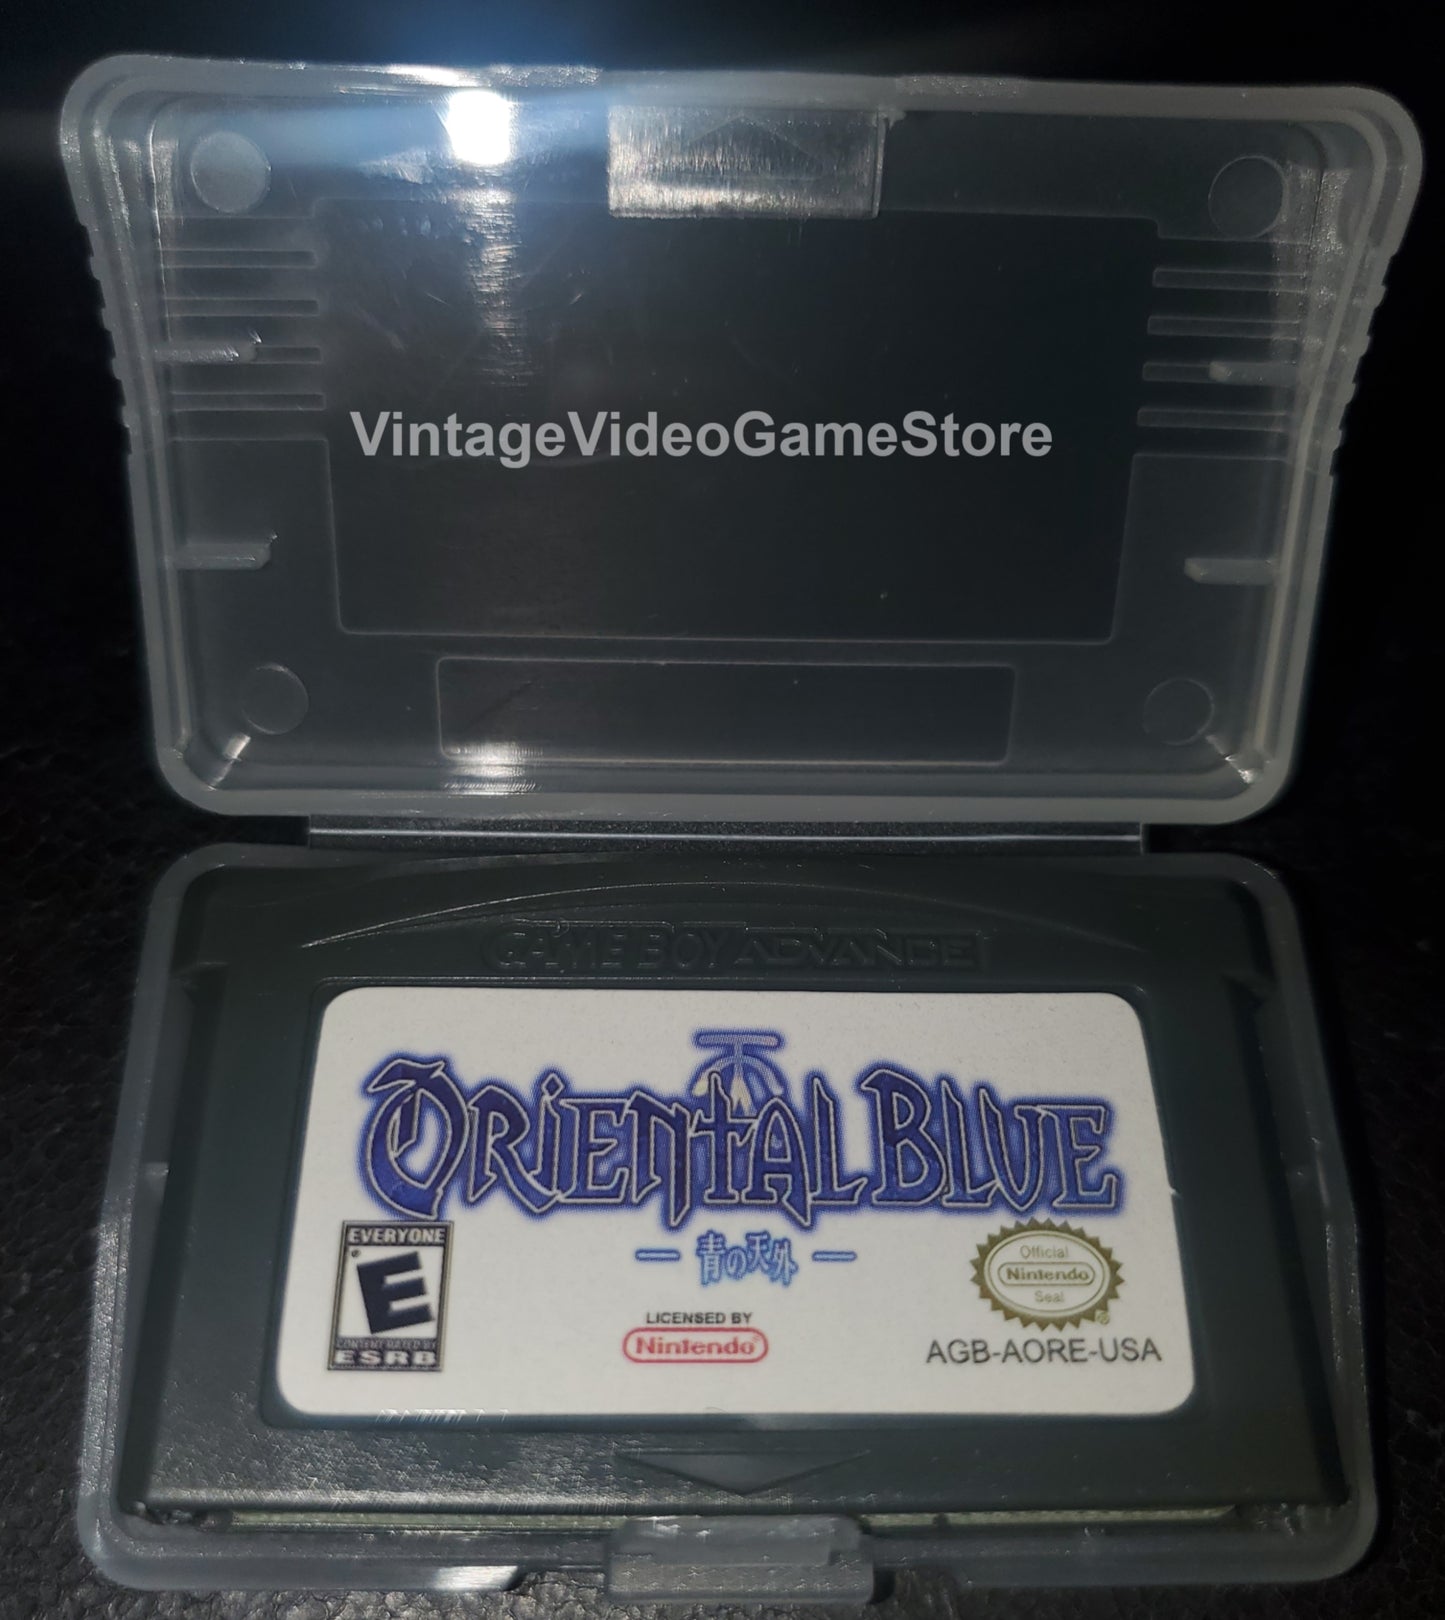 VintageVideoGameStore
GAME BOY ADVANCE
天
ORIENTAL BLUE
— 青の天外 —
EVERYONE
E
CONTENT RATED BY
ESRB
LICENSED BY
Nintendo®
Official
Nintendo
Seal
®
AGB-AORE-USA